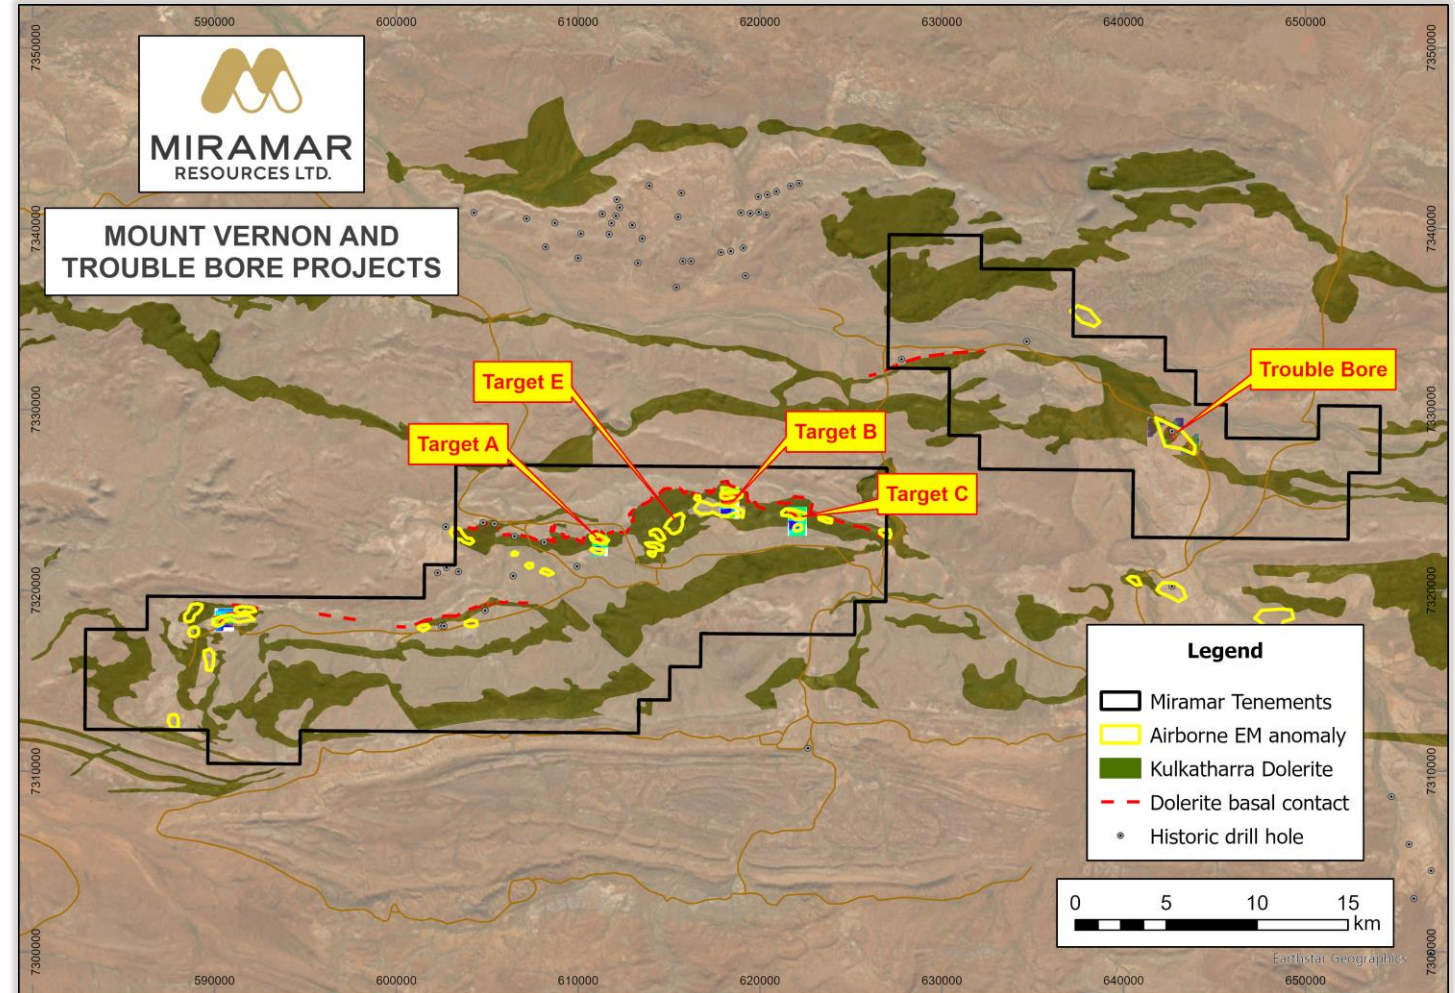 590000
600000
610000
620000
630000
640000
650000
7350000
7350000
MIRAMAR
RESOURCES LTD.
MOUNT VERNON AND
TROUBLE BORE PROJECTS
7340000
7340000
Trouble Bore
Target E
Target B
Target A
Target C
7330000
7330000
7320000
7320000
Legend
Miramar Tenements
Airborne EM anomaly
Kulkatharra Dolerite
Dolerite basal contact
Historic drill hole
7310000
7310000
0 5 10 15
km
7300000
7300000
Earthstar Geographics
590000
600000
610000
620000
630000
640000
650000